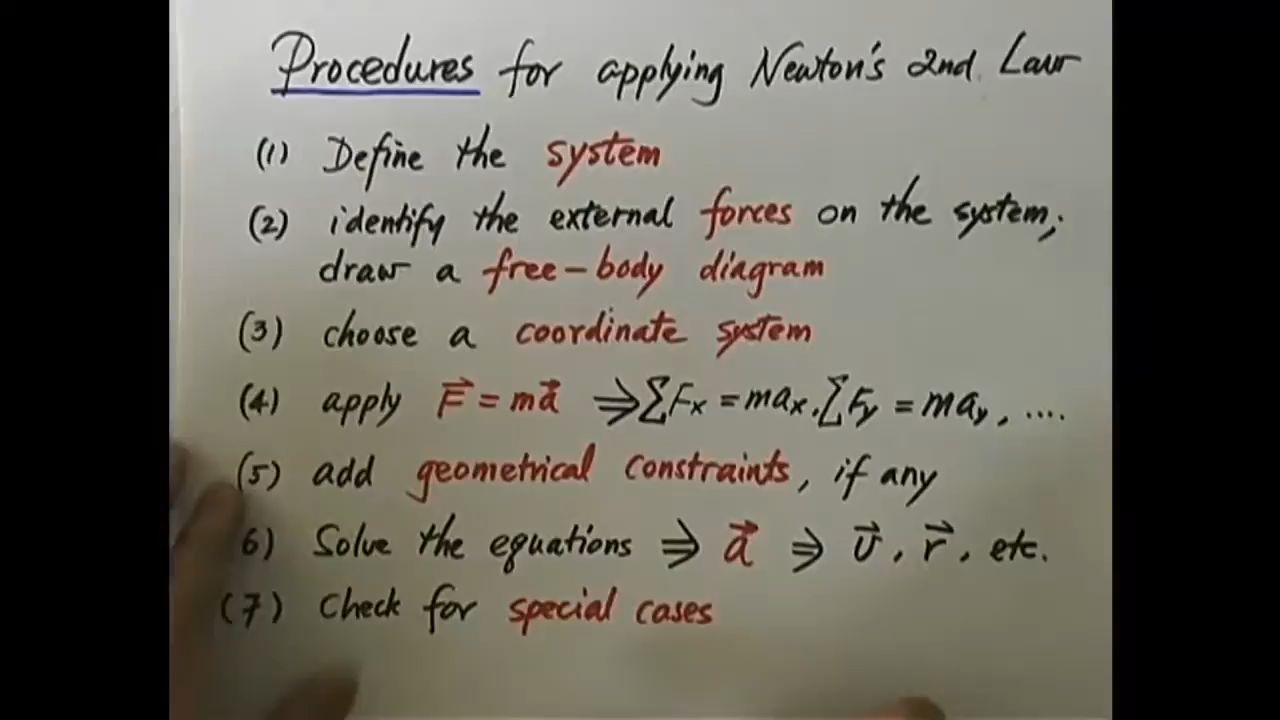 Procedures for applying Newton's 2nd Law
(1) Define the system
(2) identify the external forces on the system;
draw a free-body diagram
(3) choose a coordinate system
(4) apply F⃗ = ma⃗ ⇒ ∑Fx = max. ∑Fy = may, ....
(5) add geometrical constraints, if any
6) Solve the equations ⇒ a⃗ ⇒ v⃗, r⃗, etc.
(7) Check for special cases